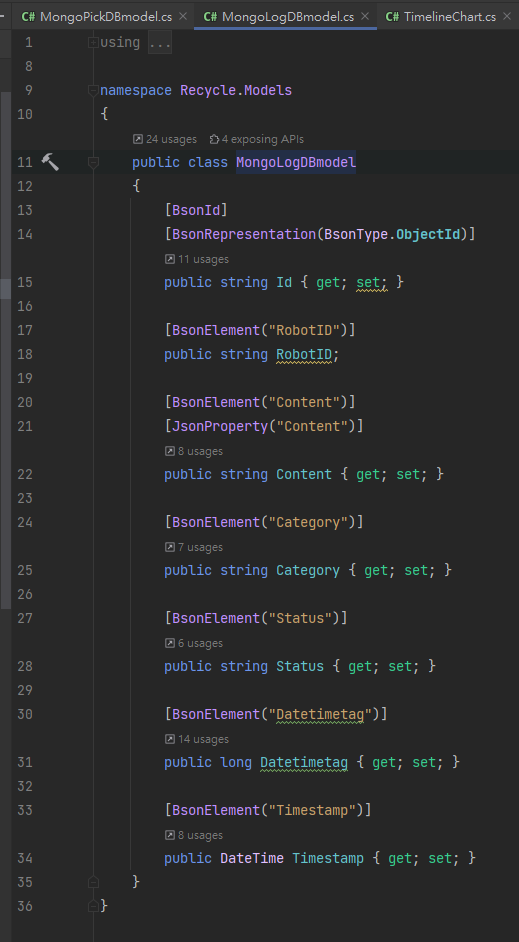 C# MongoPickDBmodel.cs × C# MongoLogDBmodel.cs × C# TimelineChart.cs ×
1 using ...
8
9 namespace Recycle.Models
10 {
24 usages 4 exposing APIs
11 public class MongoLogDBmodel
12 {
13 [BsonId]
14 [BsonRepresentation(BsonType.ObjectId)]
11 usages
15 public string Id { get; set; }
16
17 [BsonElement("RobotID")]
18 public string RobotID;
19
20 [BsonElement("Content")]
21 [JsonProperty("Content")]
8 usages
22 public string Content { get; set; }
23
24 [BsonElement("Category")]
7 usages
25 public string Category { get; set; }
26
27 [BsonElement("Status")]
6 usages
28 public string Status { get; set; }
29
30 [BsonElement("Datetimetag")]
14 usages
31 public long Datetimetag { get; set; }
32
33 [BsonElement("Timestamp")]
8 usages
34 public DateTime Timestamp { get; set; }
35 }
36 }